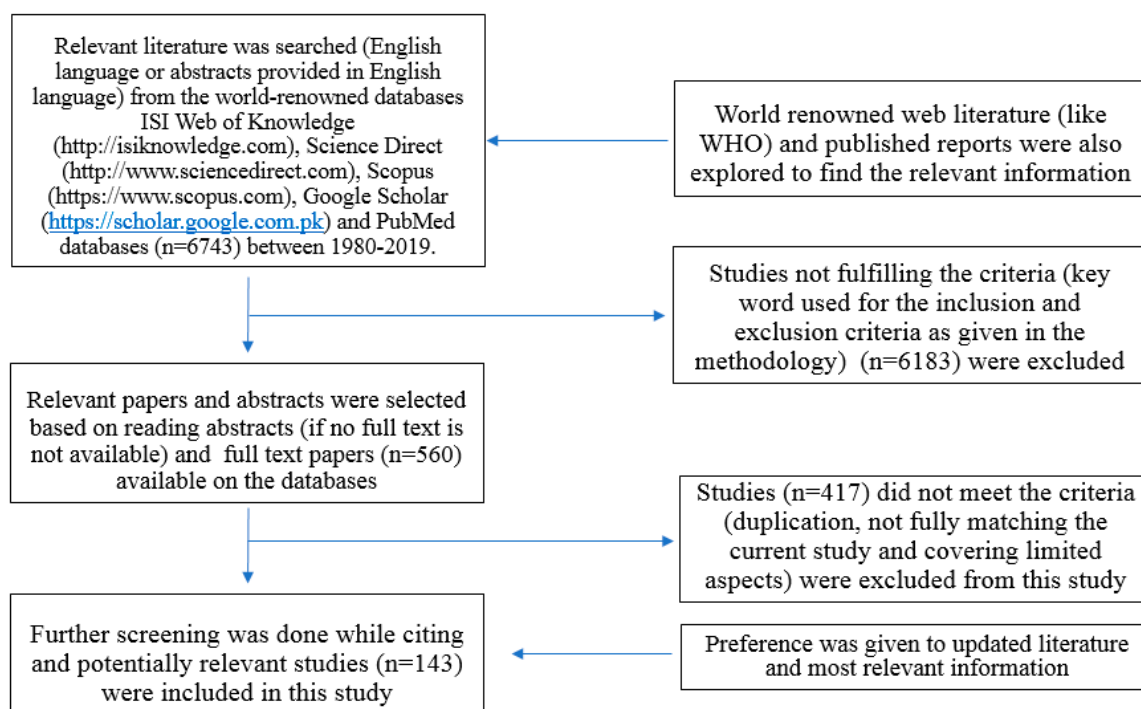 Relevant literature was searched (English
language or abstracts provided in English
language) from the world-renowned databases
ISI Web of Knowledge
(http://isiknowledge.com), Science Direct
(http://www.sciencedirect.com), Scopus
(https://www.scopus.com), Google Scholar
(https://scholar.google.com.pk) and PubMed
databases (n=6743) between 1980-2019.
World renowned web literature (like
WHO) and published reports were also
explored to find the relevant information
Studies not fulfilling the criteria (key
word used for the inclusion and
exclusion criteria as given in the
methodology) (n=6183) were excluded
Relevant papers and abstracts were selected
based on reading abstracts (if no full text is
not available) and full text papers (n=560)
available on the databases
Studies (n=417) did not meet the criteria
(duplication, not fully matching the
current study and covering limited
aspects) were excluded from this study
Further screening was done while citing
and potentially relevant studies (n=143)
were included in this study
Preference was given to updated literature
and most relevant information